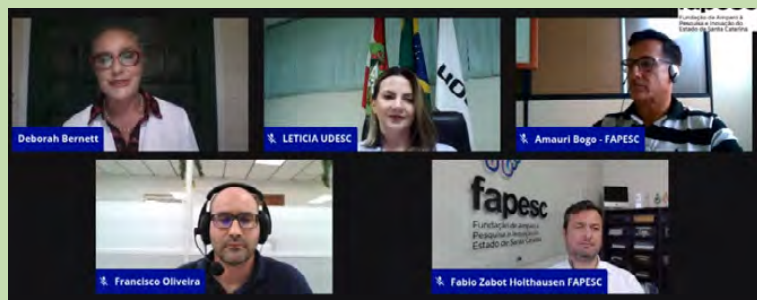 fapesc
Fundação de Amparo à
Pesquisa e Inovação do
Estado de Santa Catarina
Deborah Bernett
LETICIA UDESC
Amauri Bogo - FAPESC
fapesc
Fundação de Amparo à
Pesquisa e Inovação do
Estado de Santa Catarina
Francisco Oliveira
Fabio Zabot Holthausen FAPESC